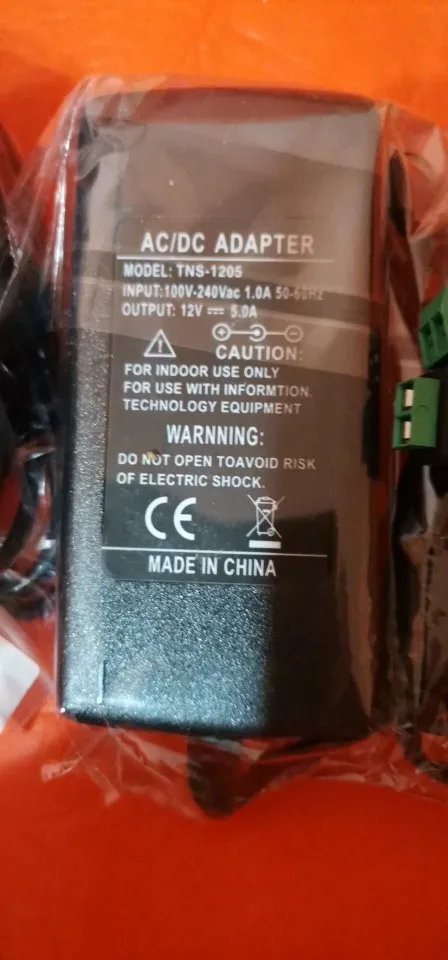 AC/DC ADAPTER
MODEL: TNS-1205
INPUT:100V-240Vac 1.0A 50-60HZ
OUTPUT: 12V ⎓ 5.0A
CAUTION:
FOR INDOOR USE ONLY
FOR USE WITH INFORMTION.
TECHNOLOGY EQUIPMENT
WARNNING:
DO NOT OPEN TOAVOID RISK
OF ELECTRIC SHOCK.
CE
MADE IN CHINA